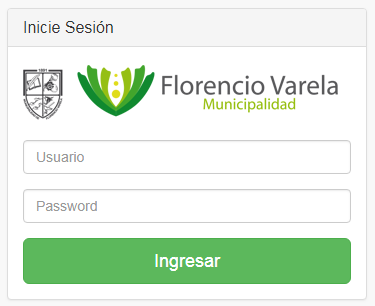 Inicie Sesión
Florencio Varela
Municipalidad
Usuario
Password
Ingresar